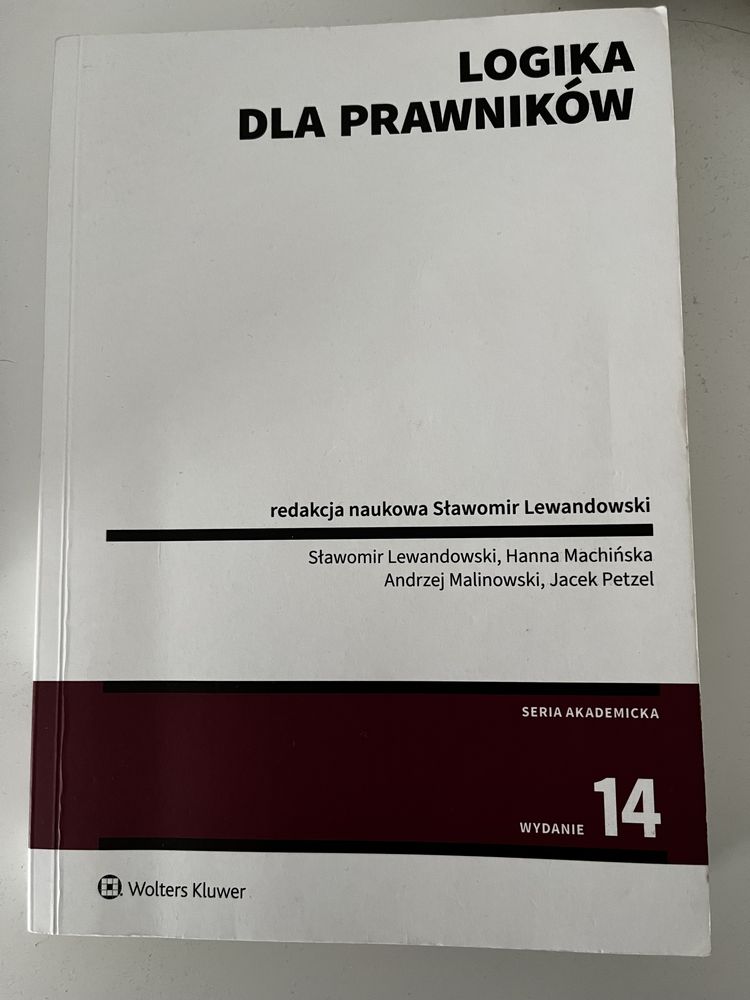 LOGIKA
DLA PRAWNIKÓW
redakcja naukowa Sławomir Lewandowski
Sławomir Lewandowski, Hanna Machińska
Andrzej Malinowski, Jacek Petzel
SERIA AKADEMICKA
WYDANIE 14
Wolters Kluwer